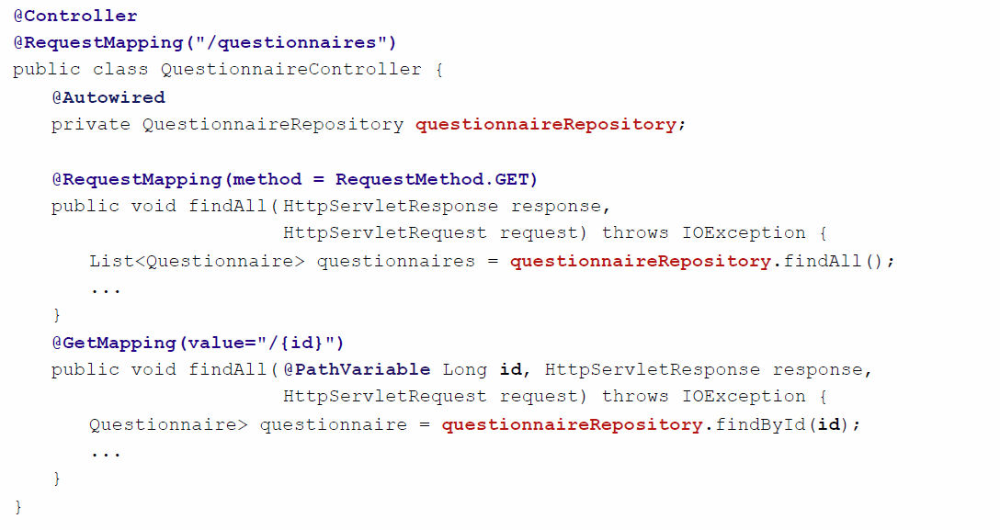 @Controller
@RequestMapping("/questionnaires")
public class QuestionnaireController {
@Autowired
private QuestionnaireRepository questionnaireRepository;
@RequestMapping(method = RequestMethod.GET)
public void findAll(HttpServletResponse response,
HttpServletRequest request) throws IOException {
List<Questionnaire> questionnaires = questionnaireRepository.findAll();
...
}
@GetMapping(value="/{id}")
public void findAll(@PathVariable Long id, HttpServletResponse response,
HttpServletRequest request) throws IOException {
Questionnaire> questionnaire = questionnaireRepository.findById(id);
...
}
}